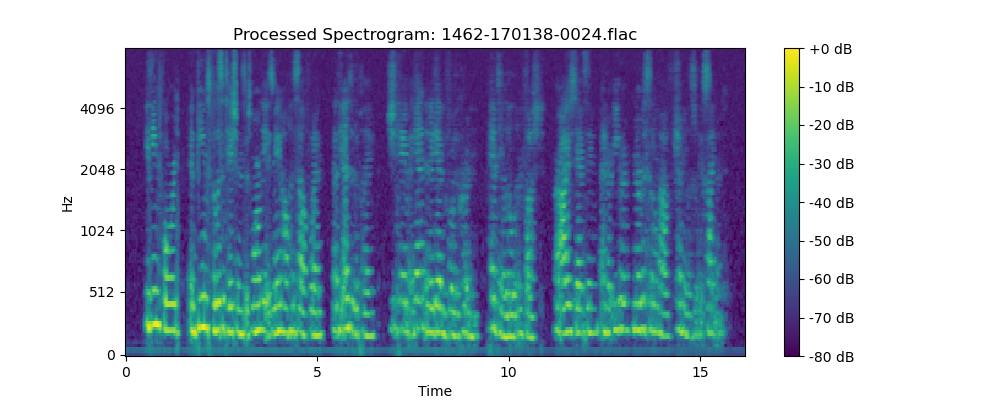 Processed Spectrogram: 1462-170138-0024.flac
Hz
4096
2048
1024
512
0
0
5
10
15
Time
+0 dB
-10 dB
-20 dB
-30 dB
-40 dB
-50 dB
-60 dB
-70 dB
-80 dB